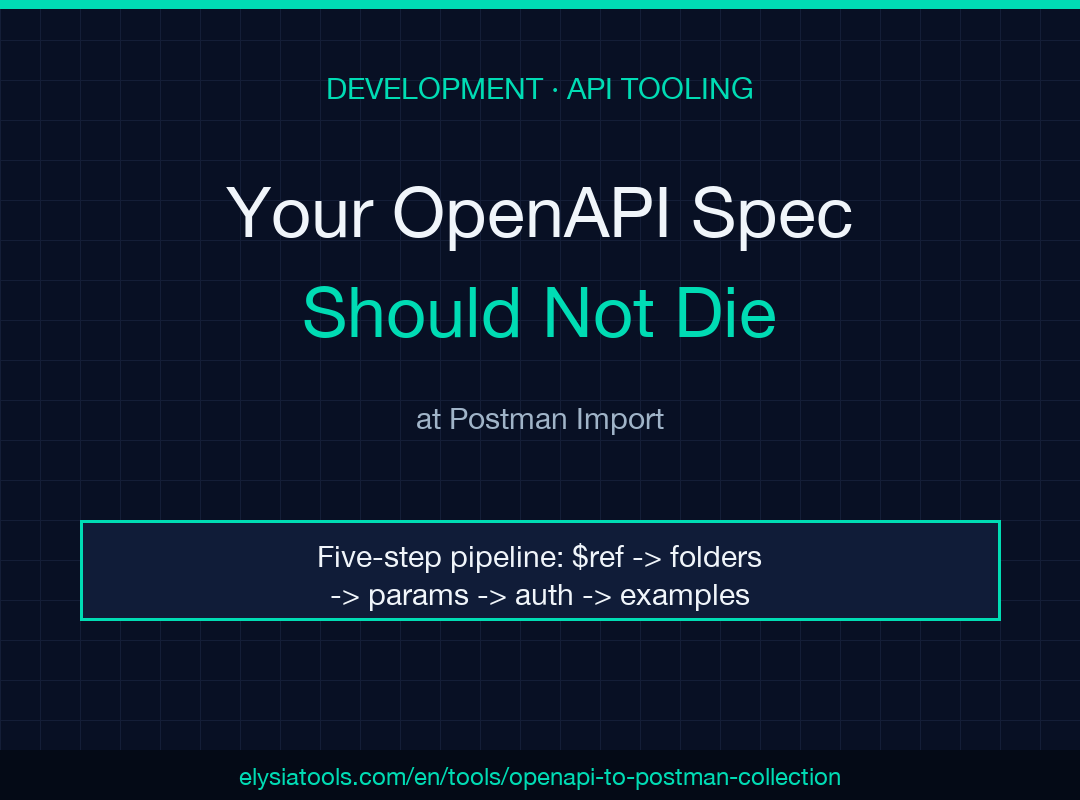 DEVELOPMENT · API TOOLING
Your OpenAPI Spec
Should Not Die
at Postman Import
Five-step pipeline: $ref -> folders
-> params -> auth -> examples
elysiatools.com/en/tools/openapi-to-postman-collection